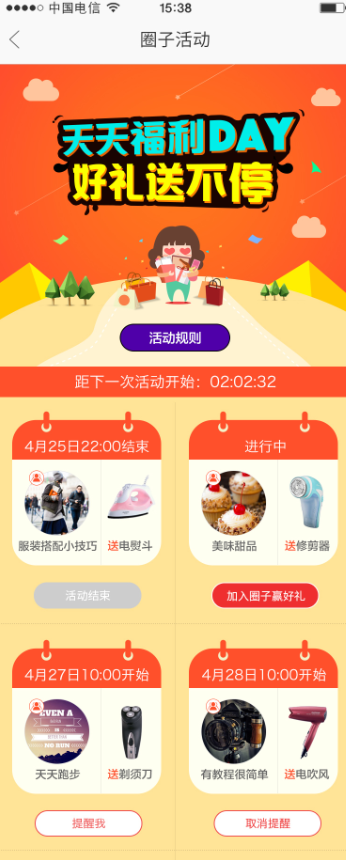 中国电信
15:38
圈子活动
天天福利DAY
好礼送不停
活动规则
距下一次活动开始：02:02:32
4月25日22:00结束
进行中
服装搭配小技巧
送电熨斗
美味甜品
送修剪器
活动结束
加入圈子赢好礼
4月27日10:00开始
4月28日10:00开始
EVEN A
NO RUN
天天跑步
送剃须刀
有教程很简单
送电吹风
提醒我
取消提醒